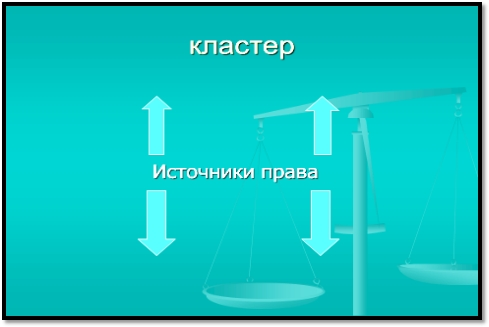 кластер
Источники права